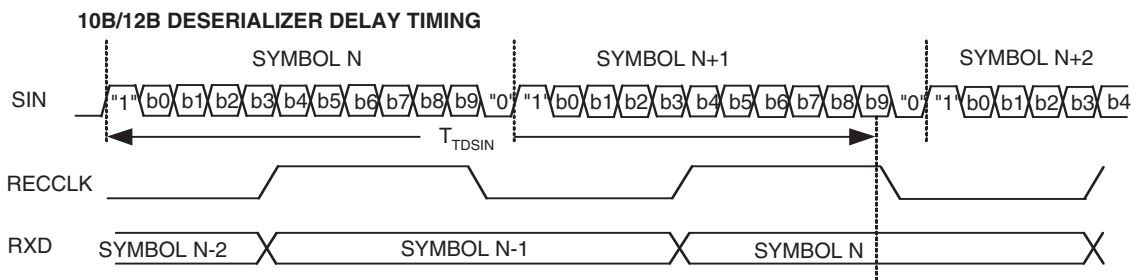 10B/12B DESERIALIZER DELAY TIMING
SYMBOL N SYMBOL N+1 SYMBOL N+2
SIN "1" b0 b1 b2 b3 b4 b5 b6 b7 b8 b9 "0" "1" b0 b1 b2 b3 b4 b5 b6 b7 b8 b9 "0" "1" b0 b1 b2 b3 b4
TTDSIN
RECCLK
RXD SYMBOL N-2 SYMBOL N-1 SYMBOL N